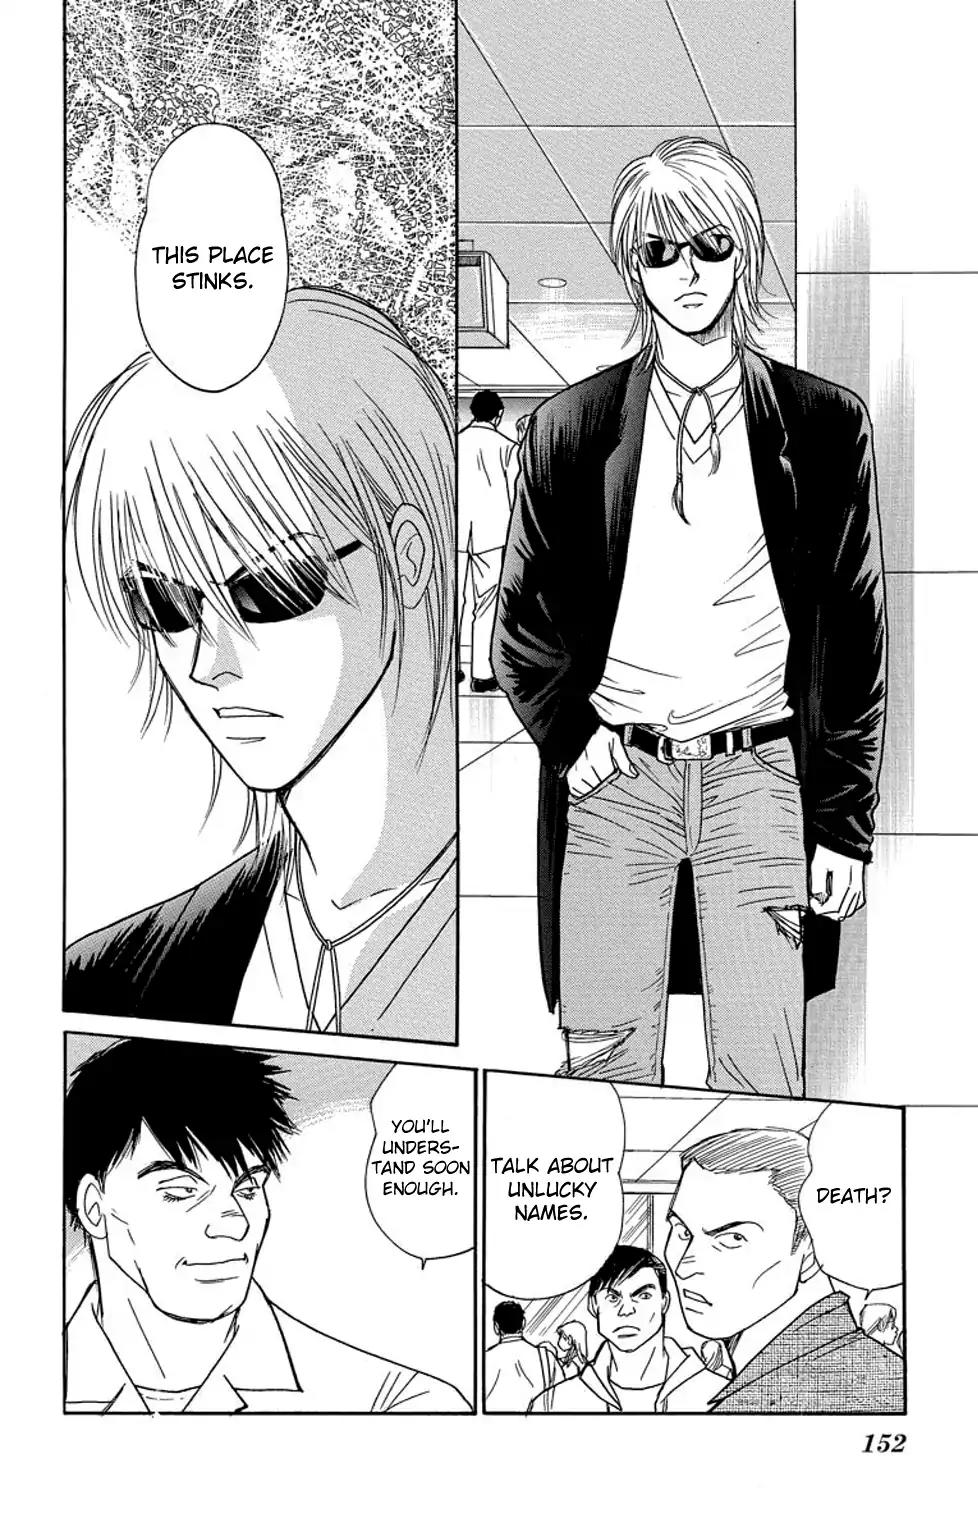 THIS PLACE
STINKS.
DEATH?
TALK ABOUT
UNLUCKY
NAMES.
YOU'LL
UNDERS-
TAND SOON
ENOUGH.
152